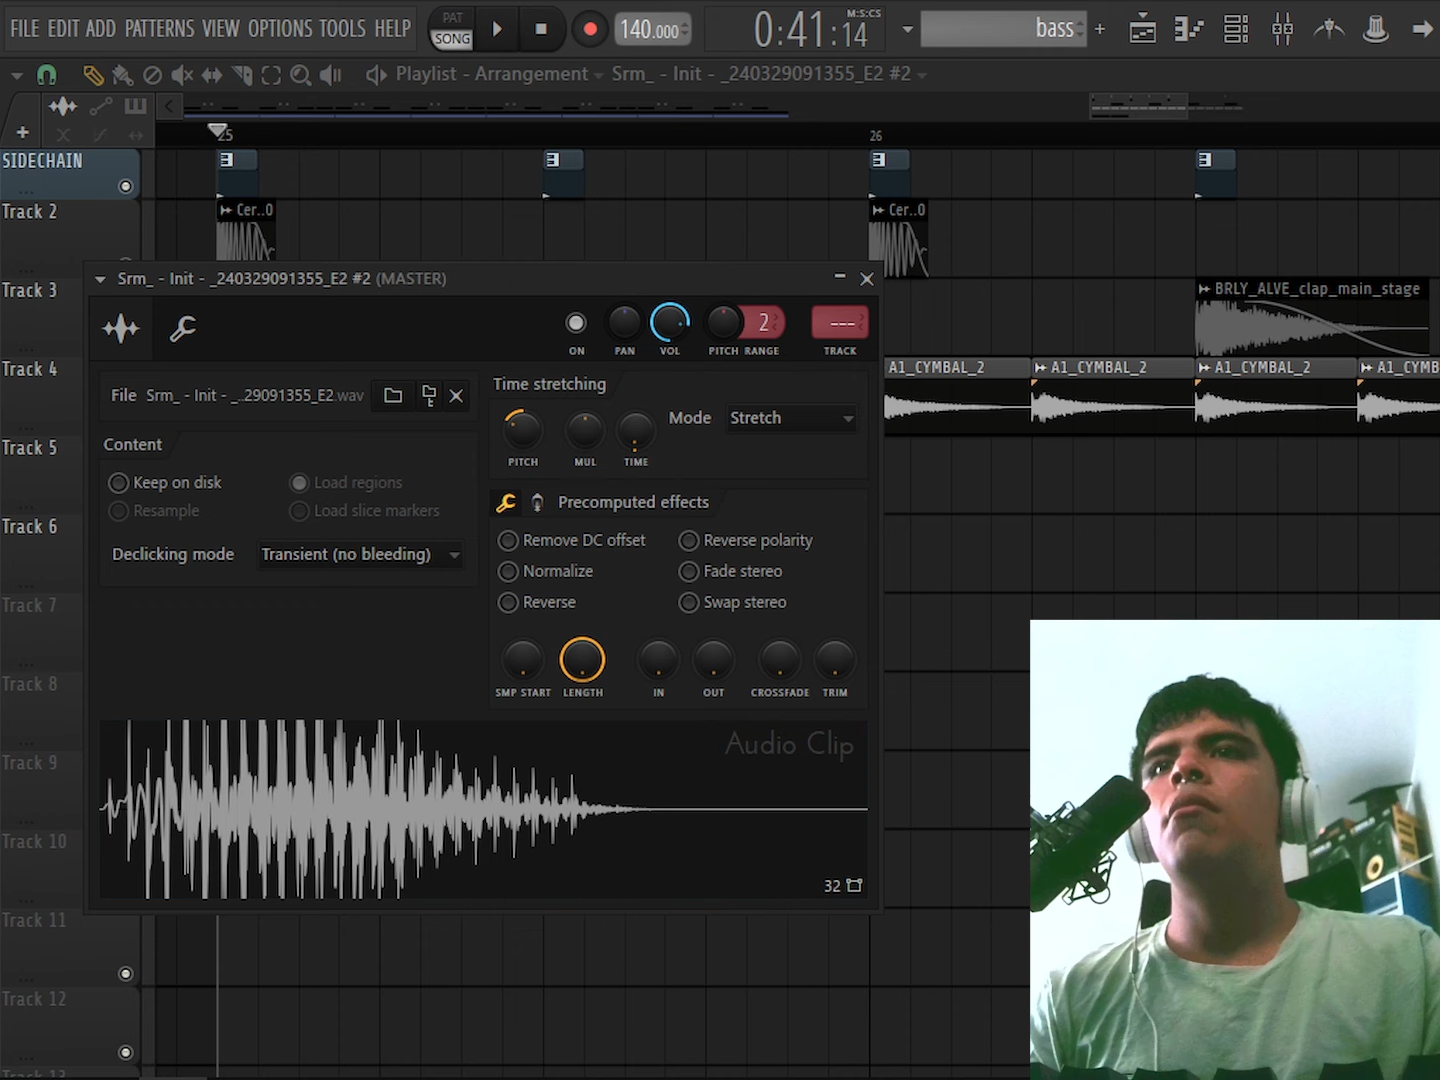 FILE EDIT ADD PATTERNS VIEW OPTIONS TOOLS HELP
PAT
SONG
140.000
0:41:14
M:S:CS
bass
Playlist - Arrangement
Srm_ - Init - _240329091355_E2 #2
25
26
SIDECHAIN
Track 2
Cer..0
Cer..0
Srm_ - Init - _240329091355_E2 #2 (MASTER)
Track 3
BRLY_ALVE_clap_main_stage
2
---
ON
PAN
VOL
PITCH
RANGE
TRACK
Track 4
A1_CYMBAL_2
A1_CYMBAL_2
A1_CYMBAL_2
A1_CYMB
File Srm_ - Init - _..29091355_E2.wav
Time stretching
PITCH
MUL
TIME
Mode
Stretch
Track 5
Content
Keep on disk
Load regions
Resample
Load slice markers
Declicking mode
Transient (no bleeding)
Precomputed effects
Remove DC offset
Reverse polarity
Normalize
Fade stereo
Reverse
Swap stereo
Track 6
Track 7
SMP START
LENGTH
IN
OUT
CROSSFADE
TRIM
Track 8
Audio Clip
Track 9
Track 10
32
Track 11
Track 12
Track 13